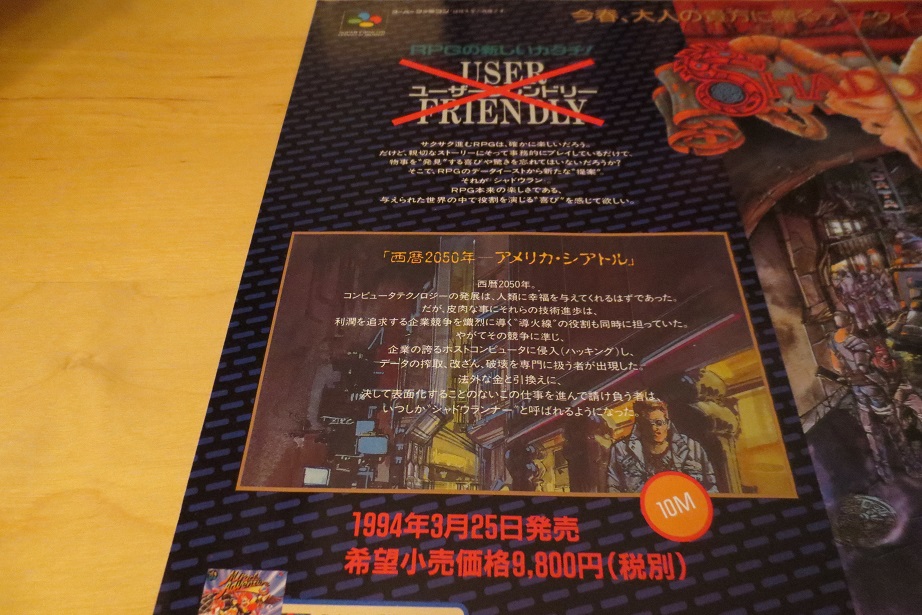 今春、大人の貴方に贈る
RPGの新しいカタチ!
USER
ユーザーフレンドリー
FRIENDLY
サクサク進むRPGは、確かに楽しいだろう。
だけど、親切なストーリーにそって事務的にプレイしているだけで、
物事を“発見”する喜びや驚きを忘れてはいないだろうか?
そこで、RPGのデータイーストから新たな“提案”。
それが“シャドウラン”
RPG本来の楽しさである、
与えられた世界の中で役割を演じる“喜び”を感じて欲しい。
「西暦2050年―アメリカ・シアトル」
西暦2050年。
コンピュータテクノロジーの発展は、人類に幸福を与えてくれるはずであった。
だが、皮肉な事にそれらの技術進歩は、
利潤を追求する企業競争を熾烈に導く“導火線”の役割も同時に担っていた。
やがてその競争に準じ、
企業の誇るホストコンピュータに侵入(ハッキング)し、
データの搾取、改ざん、破壊を専門に扱う者が出現した。
法外な金と引換えに、
決して表面化することのないこの仕事を進んで請け負う者は、
いつしか“シャドウランナー”と呼ばれるようになった。
10M
1994年3月25日発売
希望小売価格9,800円(税別)